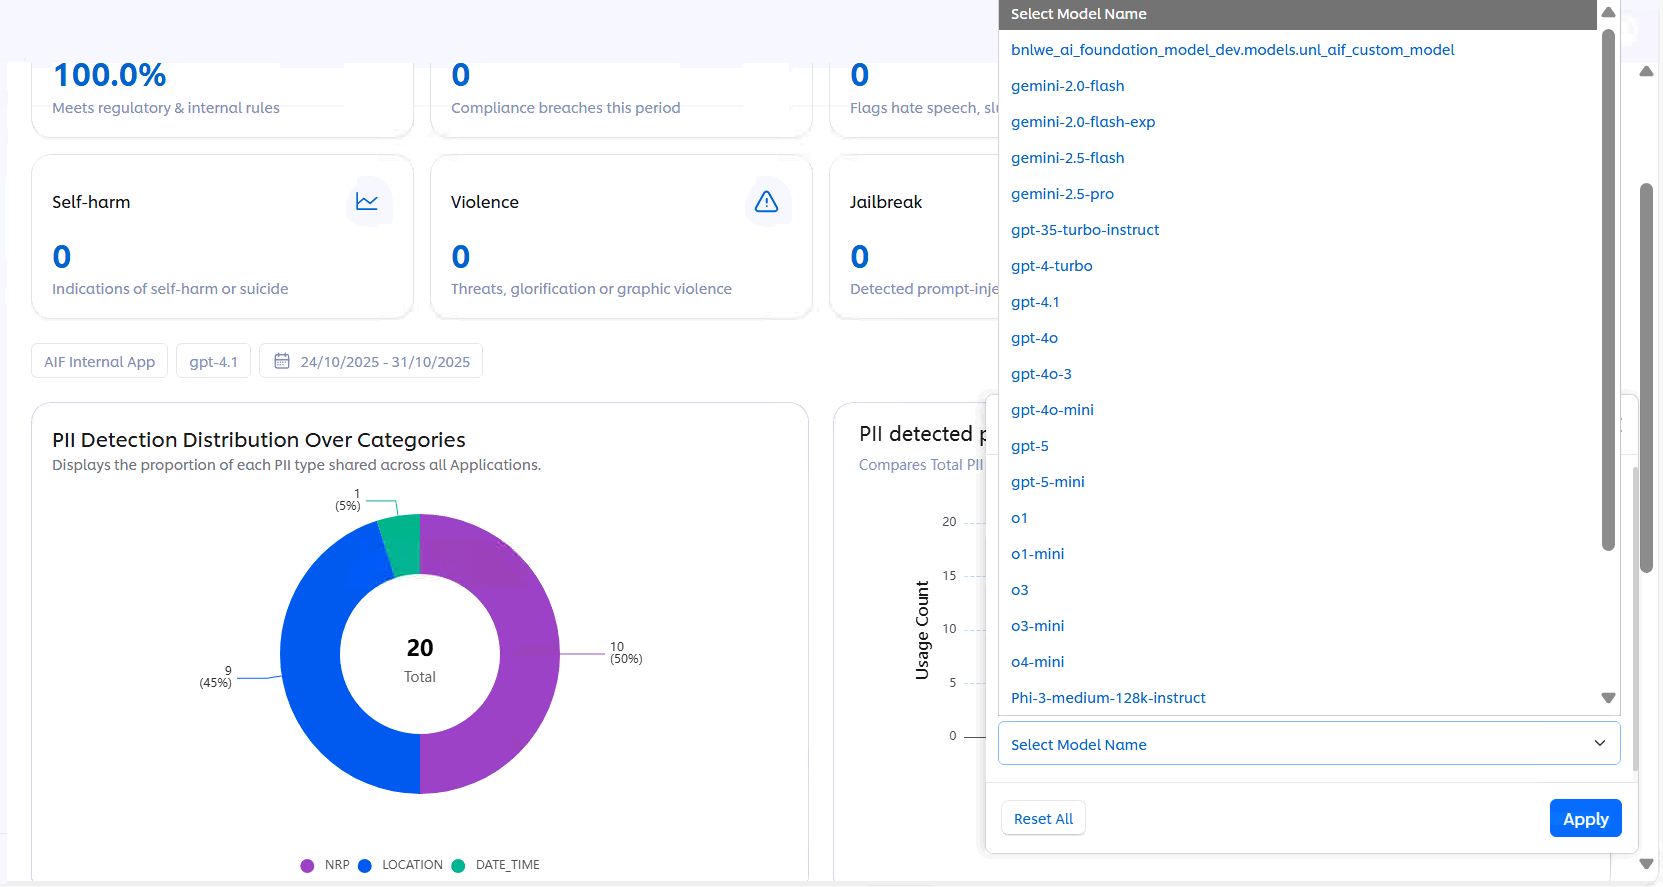 100.0%
Meets regulatory & internal rules
0
Compliance breaches this period
0
Flags hate speech,
Self-harm
0
Indications of self-harm or suicide
Violence
0
Threats, glorification or graphic violence
Jailbreak
0
Detected
AIF Internal App
gpt-4.1
24/10/2025 - 31/10/2025
PII Detection Distribution Over Categories
Displays the proportion of each PII type shared across all Applications.
1
(5%)
10
(50%)
9
(45%)
20
Total
NRP
LOCATION
DATE_TIME
PII detected
Compares Total PII
Usage Count
20
15
10
5
0
Select Model Name
bnlwe_ai_foundation_model_dev.models.unl_aif_custom_model
gemini-2.0-flash
gemini-2.0-flash-exp
gemini-2.5-flash
gemini-2.5-pro
gpt-35-turbo-instruct
gpt-4-turbo
gpt-4.1
gpt-4o
gpt-4o-3
gpt-4o-mini
gpt-5
gpt-5-mini
o1
o1-mini
o3
o3-mini
o4-mini
Phi-3-medium-128k-instruct
Select Model Name
Reset All
Apply